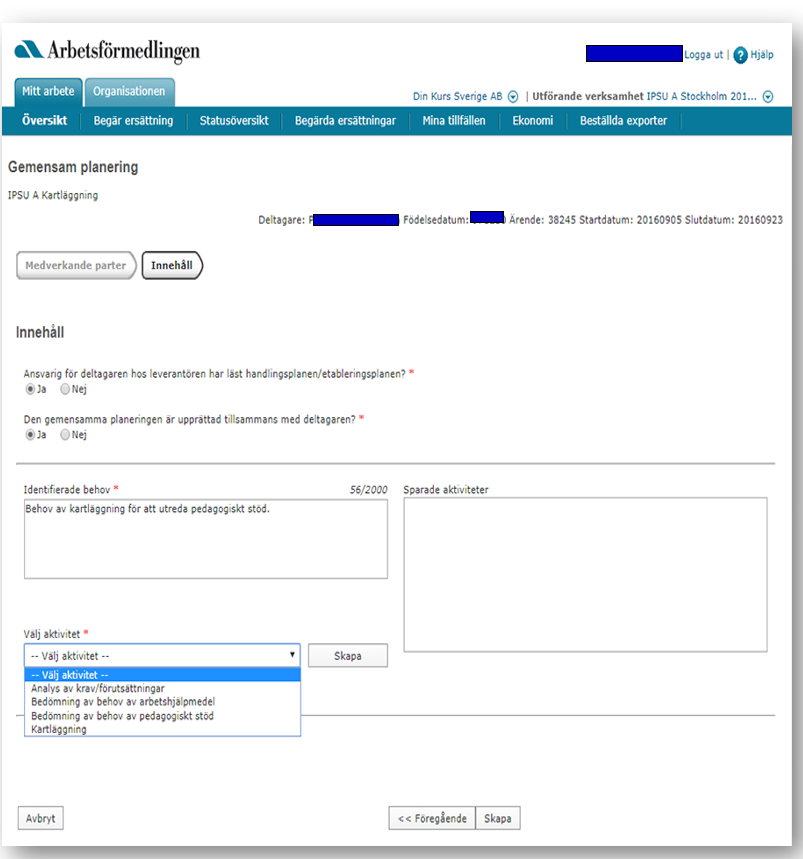 Arbetsförmedlingen
Logga ut | ? Hjälp
Mitt arbete Organisationen
Din Kurs Sverige AB | Utförande verksamhet IPSU A Stockholm 201...
Översikt Begär ersättning Statusöversikt Begärda ersättningar Mina tillfällen Ekonomi Beställda exporter
Gemensam planering
IPSU A Kartläggning
Deltagare: Födelsedatum: Ärende: 38245 Startdatum: 20160905 Slutdatum: 20160923
Medverkande parter Innehåll
Innehåll
Ansvarig för deltagaren hos leverantören har läst handlingsplanen/etableringsplanen? *
Ja Nej
Den gemensamma planeringen är upprättad tillsammans med deltagaren? *
Ja Nej
Identifierade behov * 56/2000 Sparade aktiviteter
Behov av kartläggning för att utreda pedagogiskt stöd.
Välj aktivitet *
-- Välj aktivitet -- Skapa
-- Välj aktivitet --
Analys av krav/förutsättningar
Bedömning av behov av arbetshjälpmedel
Bedömning av behov av pedagogiskt stöd
Kartläggning
Avbryt << Föregående Skapa